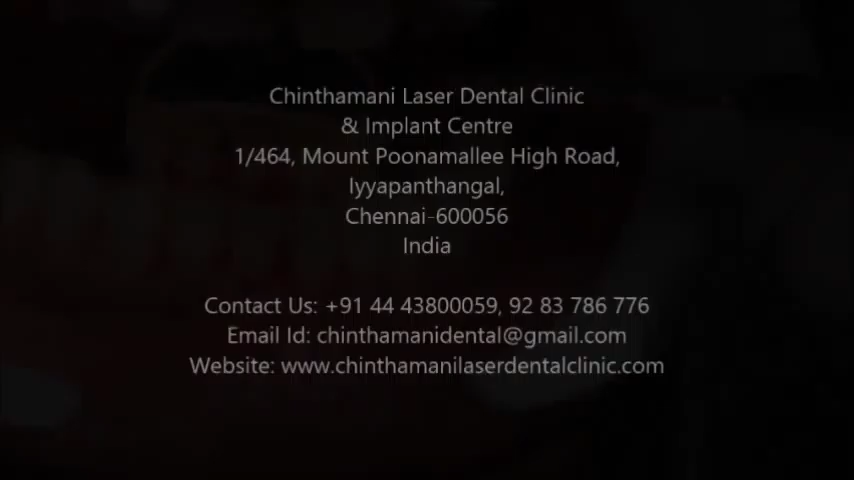 Chinthamani Laser Dental Clinic
& Implant Centre
1/464, Mount Poonamallee High Road,
Iyyapanthangal,
Chennai-600056
India
Contact Us: +91 44 43800059, 92 83 786 776
Email Id: chinthamanidental@gmail.com
Website: www.chinthamanilaserdentalclinic.com